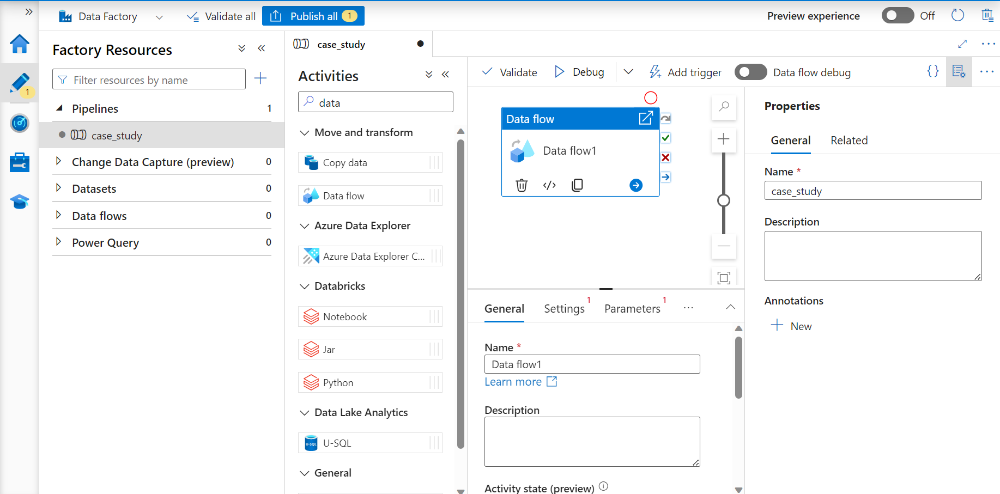 Data Factory
Validate all
Publish all 1
Preview experience
Off
1
Factory Resources
Filter resources by name
Pipelines 1
case_study
Change Data Capture (preview) 0
Datasets 0
Data flows 0
Power Query 0
case_study
Activities
data
Move and transform
Copy data
Data flow
Azure Data Explorer
Azure Data Explorer C...
Databricks
Notebook
Jar
Python
Data Lake Analytics
U-SQL
U-SQL
General
Validate
Debug
Add trigger
Data flow debug
Data flow
Data flow1
General
Settings 1
Parameters 1
Name *
Data flow1
Learn more
Description
Activity state (preview)
Properties
General
Related
Name *
case_study
Description
Annotations
New